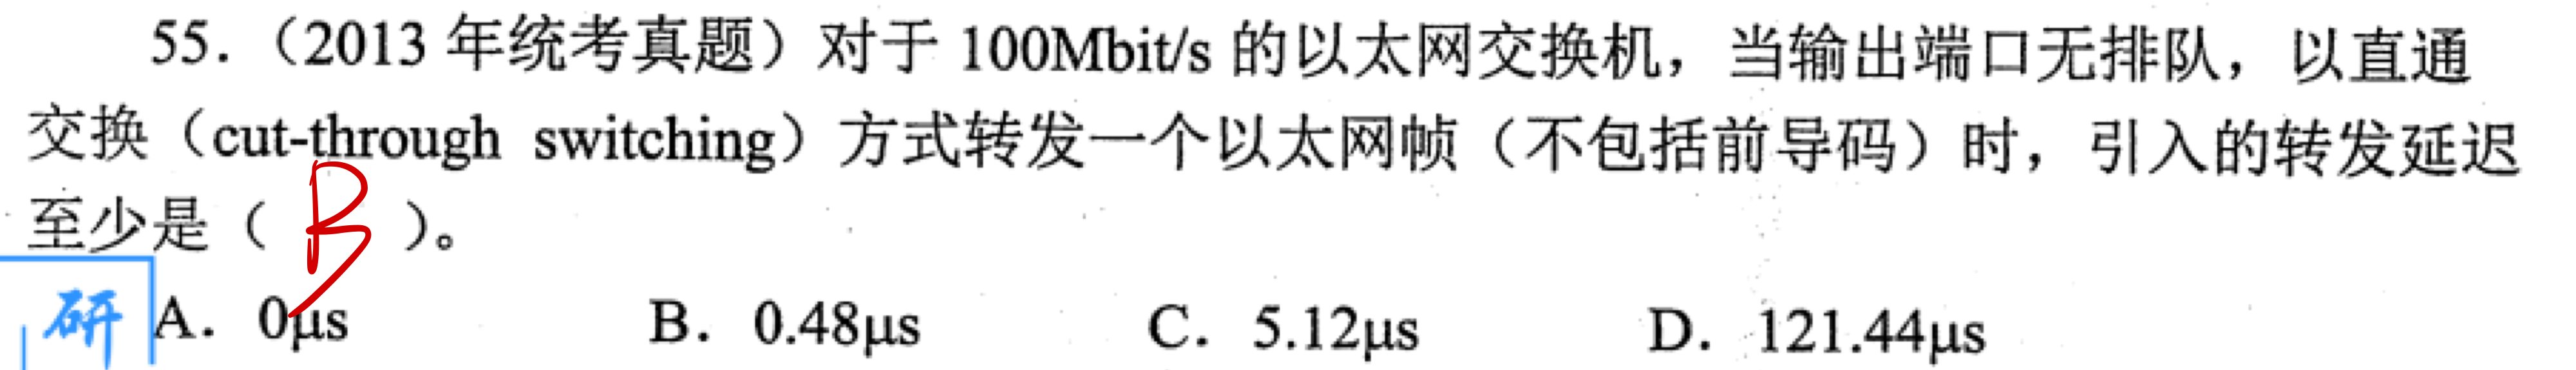 55.（2013 年统考真题）对于 100Mbit/s 的以太网交换机，当输出端口无排队，以直通
交换（cut-through switching）方式转发一个以太网帧（不包括前导码）时，引入的转发延迟
至少是（ B ）。
研 A. 0μs B. 0.48μs C. 5.12μs D. 121.44μs